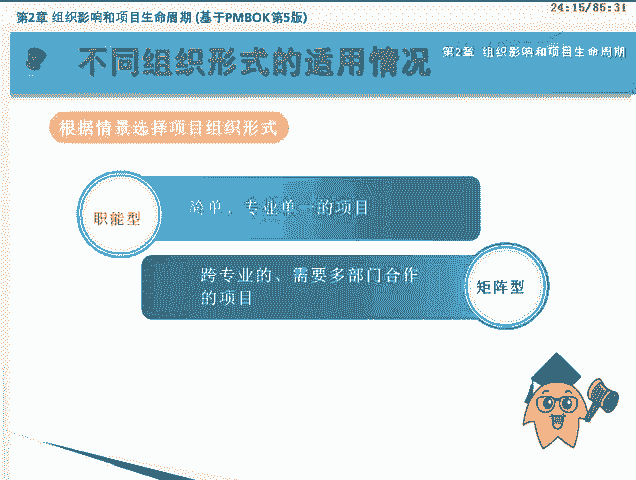 24:15/85:31
第2章 组织影响和项目生命周期 (基于PMBOK第5版)
不同组织形式的适用情况
第2章 组织影响和项目生命周期
根据情景选择项目组织形式
职能型
简单、专业单一的项目
跨专业的、需要多部门合作
的项目
矩阵型